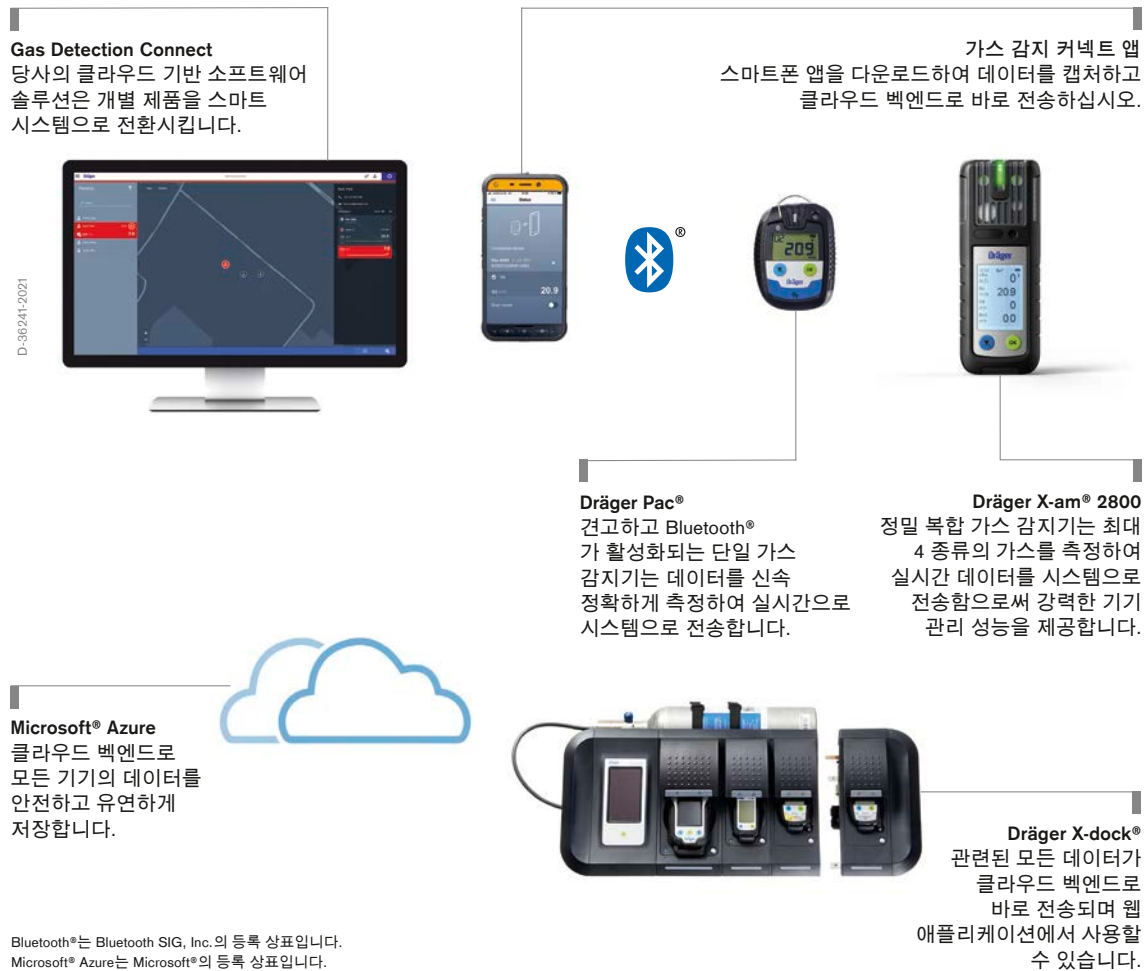 Gas Detection Connect
당사의 클라우드 기반 소프트웨어
솔루션은 개별 제품을 스마트
시스템으로 전환시킵니다.
가스 감지 커넥트 앱
스마트폰 앱을 다운로드하여 데이터를 캡처하고
클라우드 벡엔드로 바로 전송하십시오.
D-36241-2021
Dräger
Status
20.9
®
209
OK
Dräger
Dräger
0
20.9
0
0.0
OK
Dräger Pac®
견고하고 Bluetooth®
가 활성화되는 단일 가스
감지기는 데이터를 신속
정확하게 측정하여 실시간으로
시스템으로 전송합니다.
Dräger X-am® 2800
정밀 복합 가스 감지기는 최대
4 종류의 가스를 측정하여
실시간 데이터를 시스템으로
전송함으로써 강력한 기기
관리 성능을 제공합니다.
Microsoft® Azure
클라우드 벡엔드로
모든 기기의 데이터를
안전하고 유연하게
저장합니다.
Dräger X-dock®
관련된 모든 데이터가
클라우드 벡엔드로
바로 전송되며 웹
애플리케이션에서 사용할
수 있습니다.
Bluetooth®는 Bluetooth SIG, Inc.의 등록 상표입니다.
Microsoft® Azure는 Microsoft®의 등록 상표입니다.